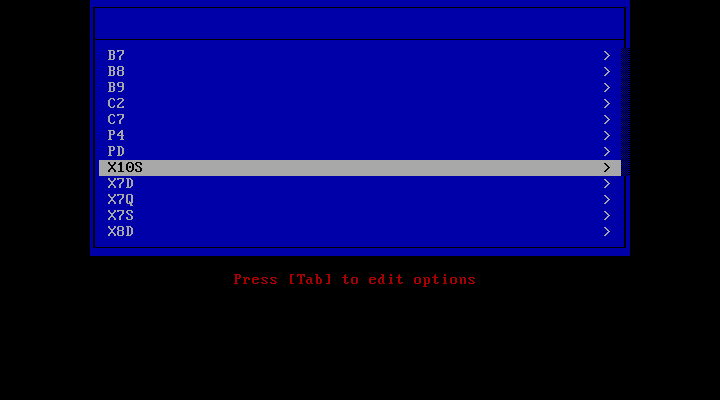 B7 >
B8 >
B9 >
C2 >
C7 >
P4 >
PD >
X10S >
X7D >
X7Q >
X7S >
X8D >
Press [Tab] to edit options